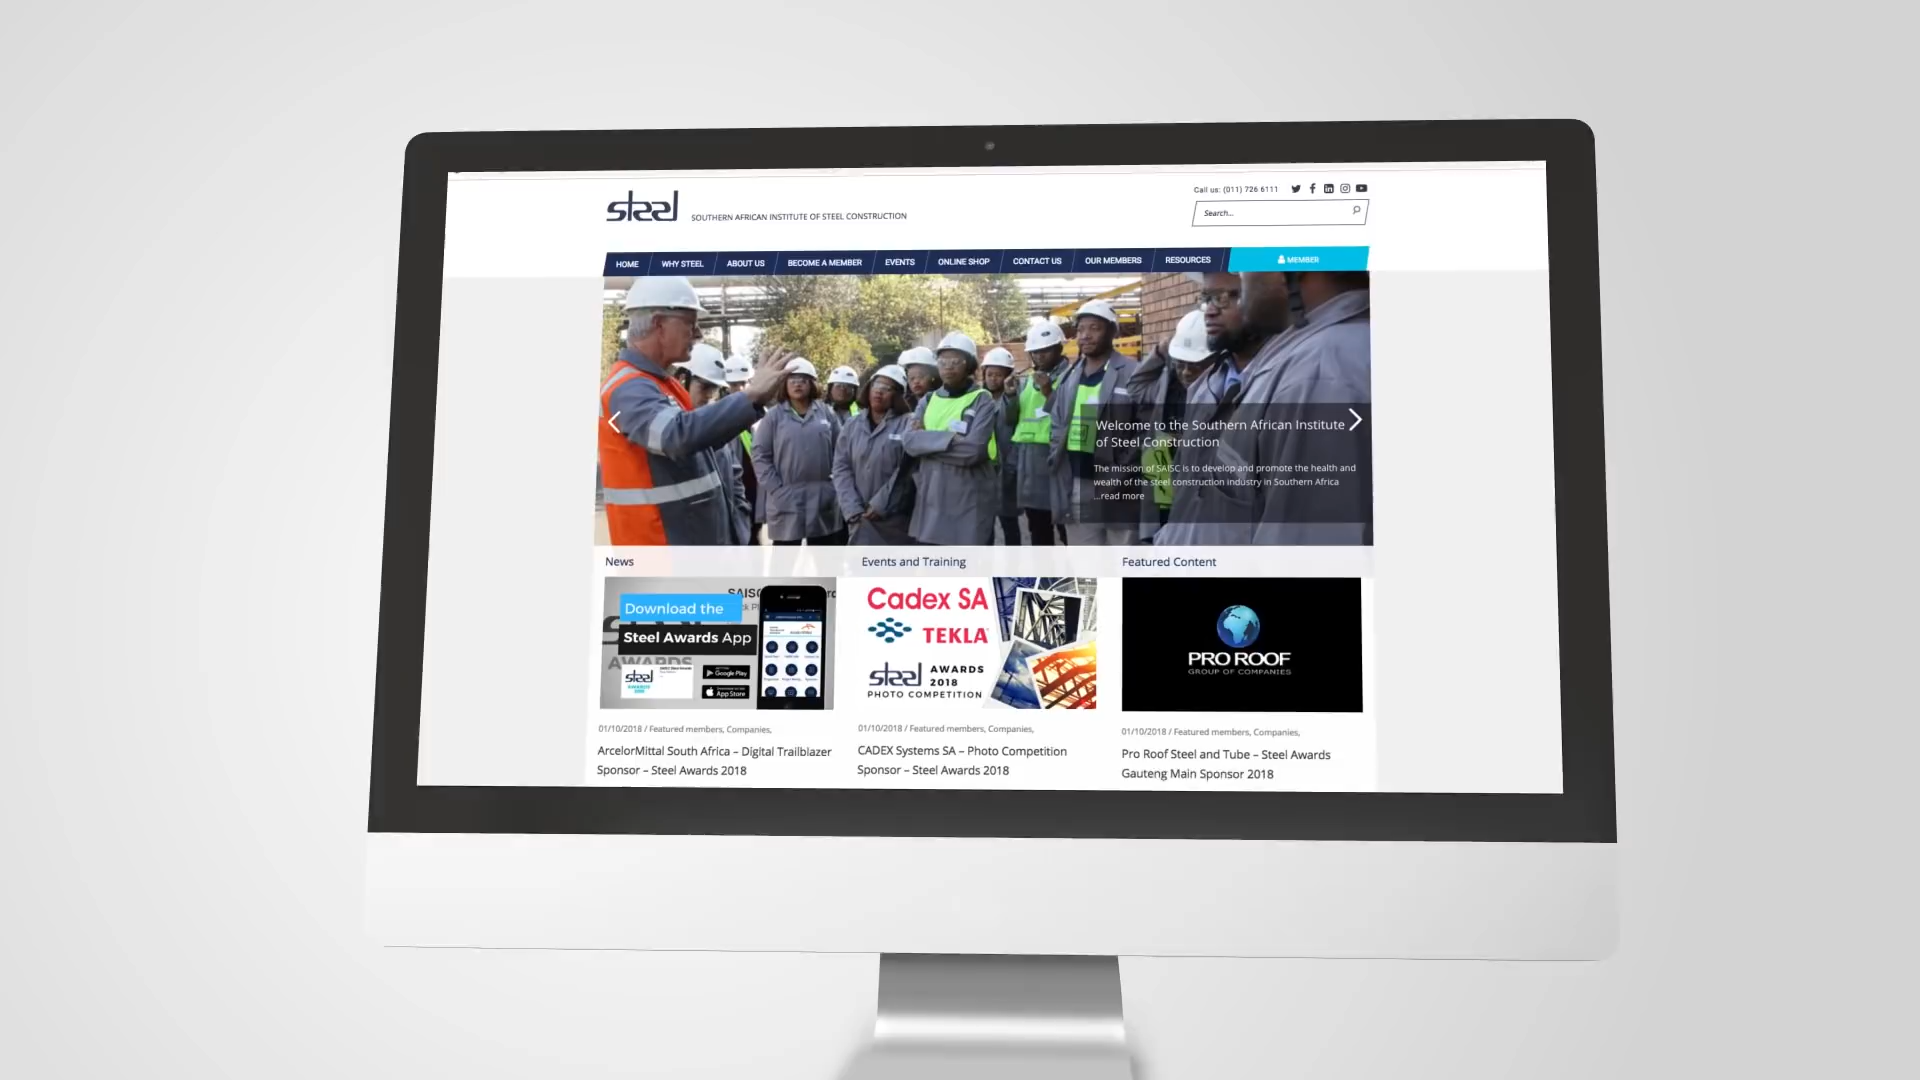 steel
SOUTHERN AFRICAN INSTITUTE OF STEEL CONSTRUCTION
Call us: (011) 726 6111
Search...
HOME
WHY STEEL
ABOUT US
BECOME A MEMBER
EVENTS
ONLINE SHOP
CONTACT US
OUR MEMBERS
RESOURCES
MEMBER
Welcome to the Southern African Institute
of Steel Construction
The mission of SAISC is to develop and promote the health and
wealth of the steel construction industry in Southern Africa
...read more
News
Download the
Steel Awards App
AWARDS
steel
Google Play
App Store
01/10/2018 / Featured members, Companies,
ArcelorMittal South Africa – Digital Trailblazer
Sponsor – Steel Awards 2018
Events and Training
Cadex SA
TEKLA
steel AWARDS
2018
PHOTO COMPETITION
01/10/2018 / Featured members, Companies,
CADEX Systems SA – Photo Competition
Sponsor – Steel Awards 2018
Featured Content
PRO ROOF
GROUP OF COMPANIES
01/10/2018 / Featured members, Companies,
Pro Roof Steel and Tube – Steel Awards
Gauteng Main Sponsor 2018